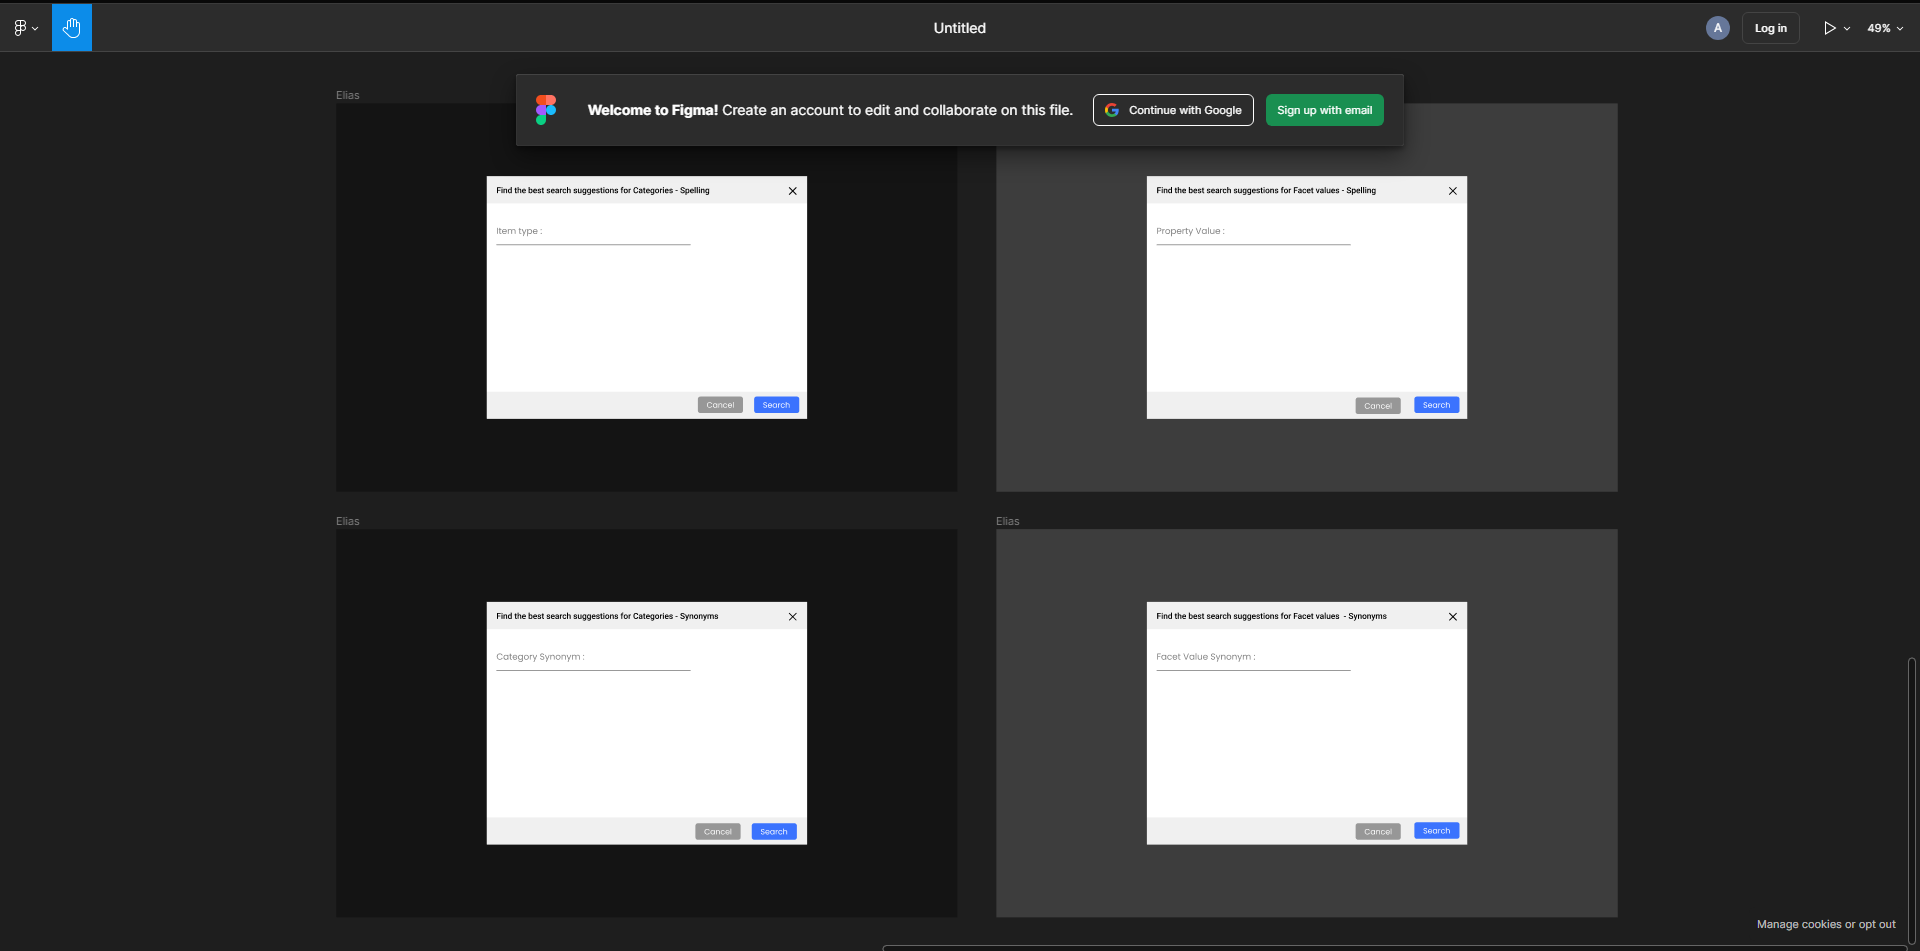 Untitled
A
Log in
49%
Welcome to Figma! Create an account to edit and collaborate on this file.
Continue with Google
Sign up with email
Elias
Find the best search suggestions for Categories - Spelling
Item type :
Cancel
Search
Find the best search suggestions for Facet values - Spelling
Property Value :
Cancel
Search
Elias
Find the best search suggestions for Categories - Synonyms
Category Synonym :
Cancel
Search
Elias
Find the best search suggestions for Facet values  - Synonyms
Facet Value Synonym :
Cancel
Search
Manage cookies or opt out